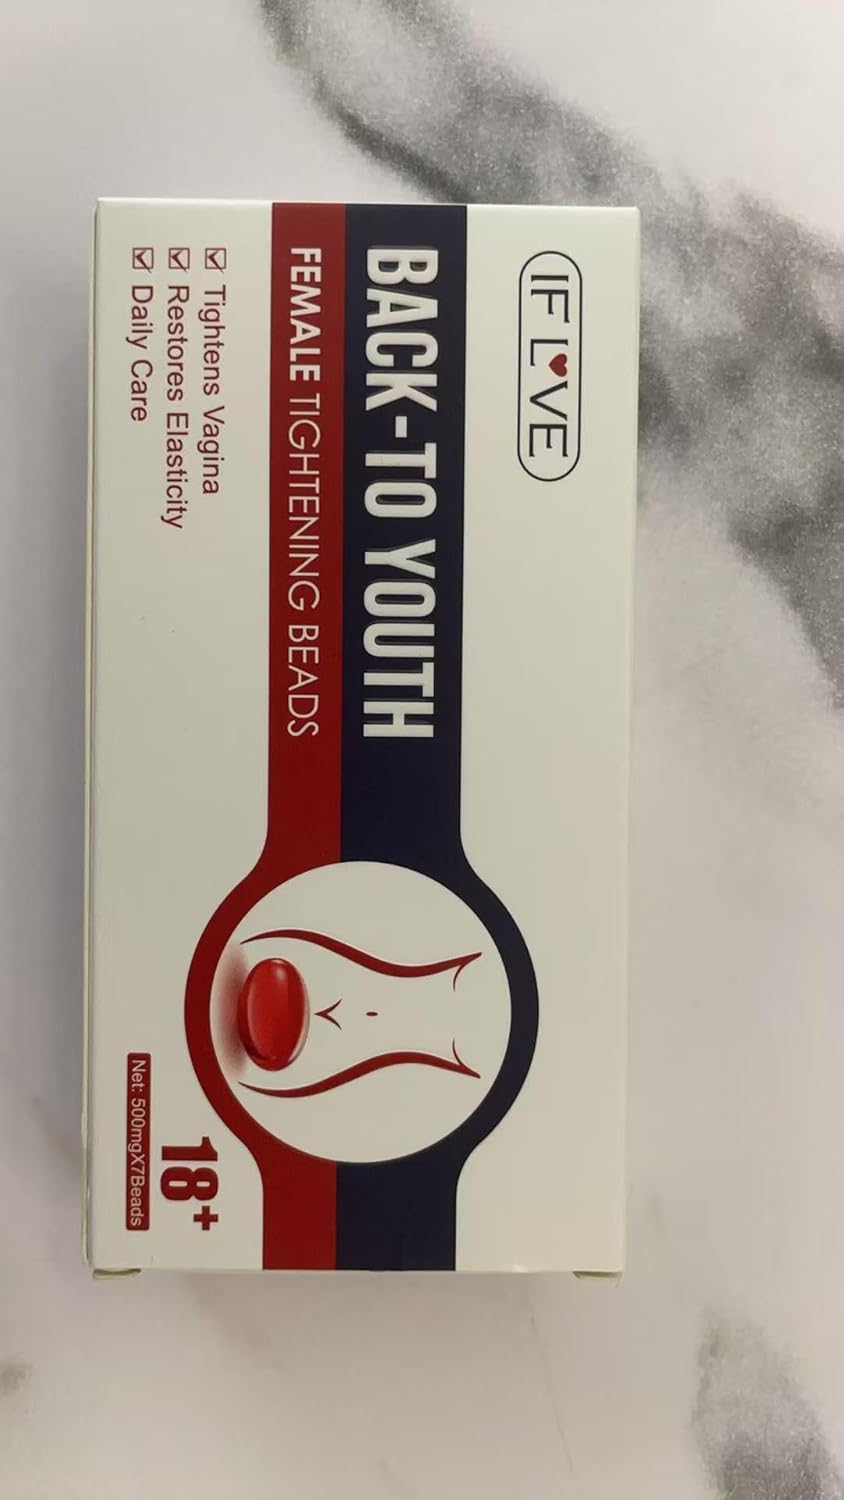 IF L❤VE
BACK-TO YOUTH
FEMALE TIGHTENING BEADS
☑ Tightens Vagina
☑ Restores Elasticity
☑ Daily Care
18+
Net: 500mgX7Beads